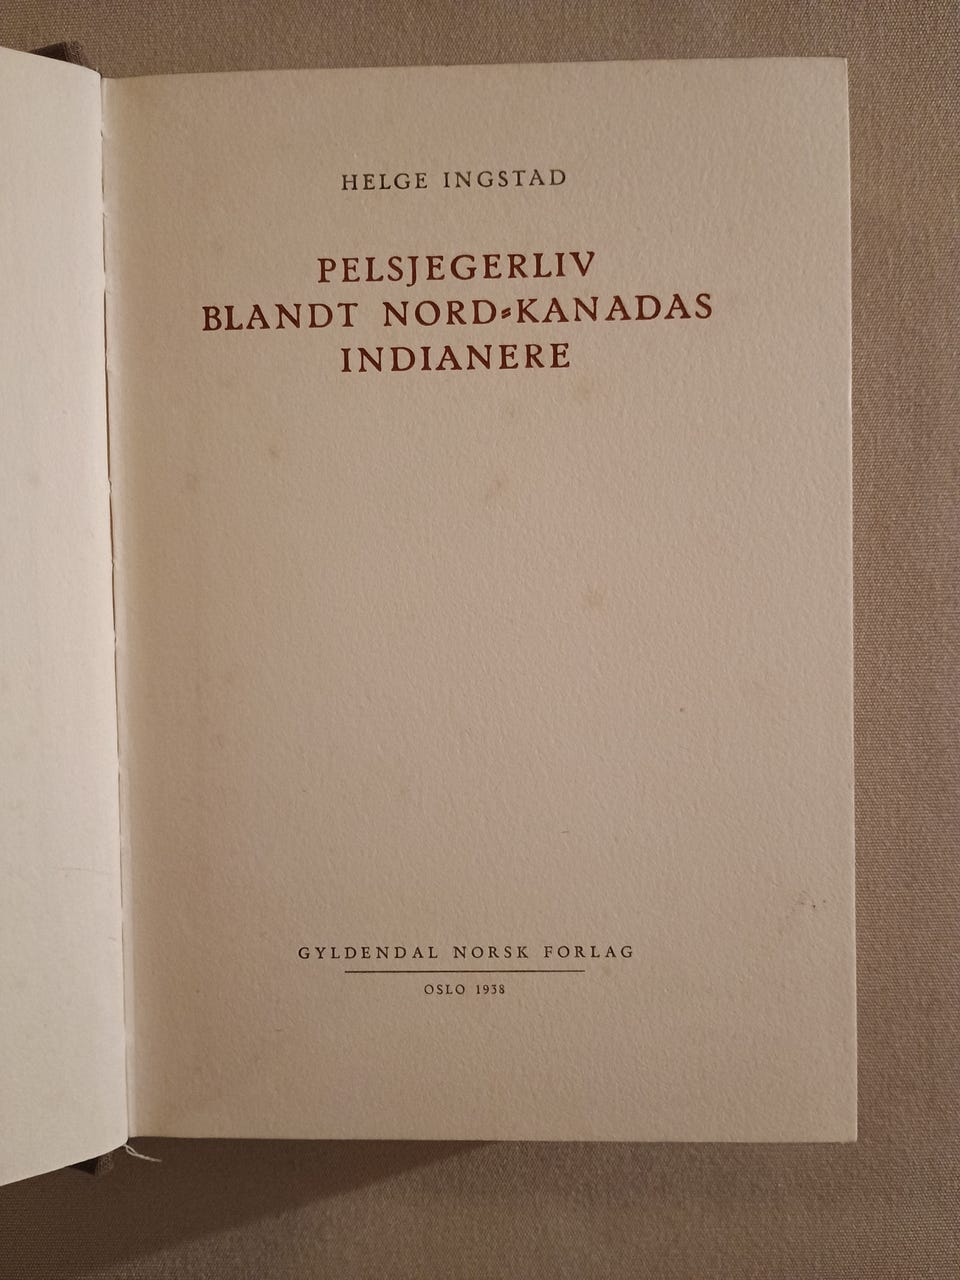 HELGE INGSTAD
PELSJEGERLIV
BLANDT NORD-KANADAS
INDIANERE
GYLDENDAL NORSK FORLAG
OSLO 1938